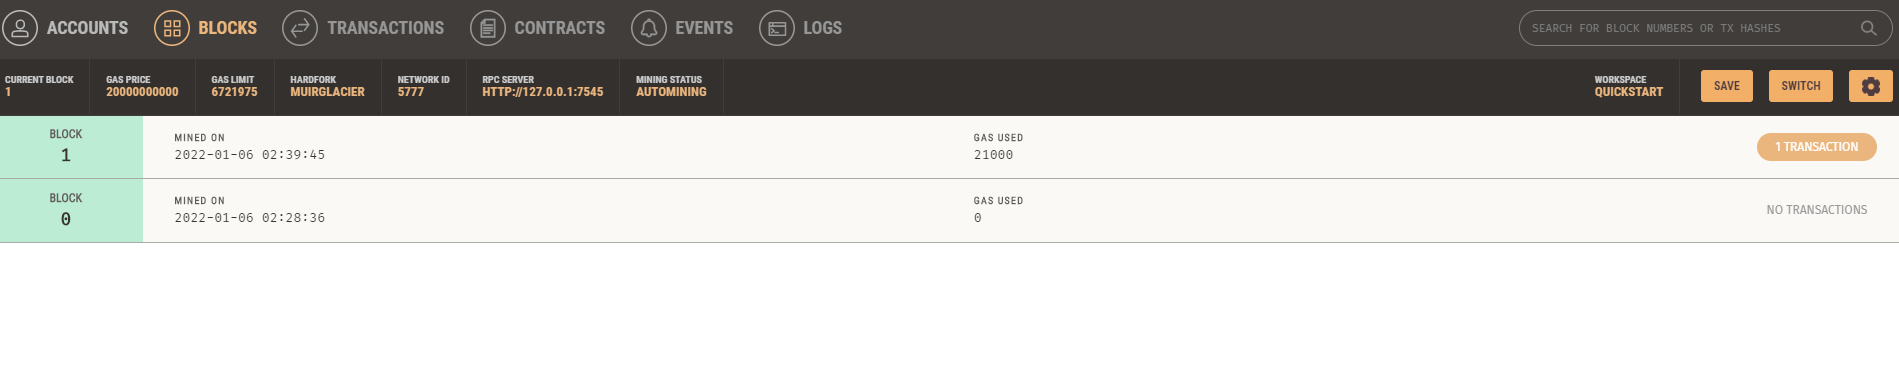 ACCOUNTS BLOCKS TRANSACTIONS CONTRACTS EVENTS LOGS SEARCH FOR BLOCK NUMBERS OR TX HASHES
CURRENT BLOCK GAS PRICE GAS LIMIT HARDFORK NETWORK ID RPC SERVER MINING STATUS WORKSPACE
1 20000000000 6721975 MUIRGLACIER 5777 HTTP://127.0.0.1:7545 AUTOMINING QUICKSTART SAVE SWITCH
BLOCK MINED ON GAS USED
1 2022-01-06 02:39:45 21000 1 TRANSACTION
BLOCK MINED ON GAS USED
0 2022-01-06 02:28:36 0 NO TRANSACTIONS